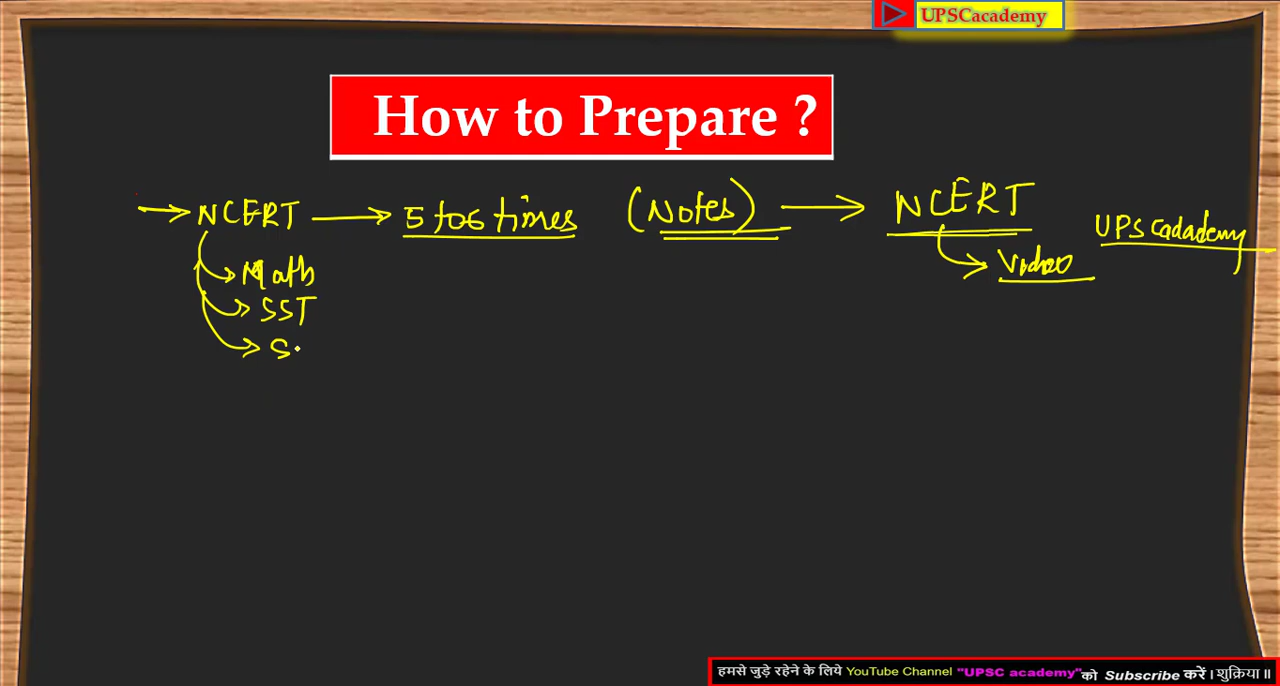 UPSCacademy
How to Prepare ?
→ NCERT → 5 to 6 times (Notes) → NCERT
UPSCadademy
→ Video
→ Math
→ SST
→ S.
हमसे जुड़े रहेने के लिये YouTube Channel "UPSC academy" को Subscribe करें । शुक्रिया ॥